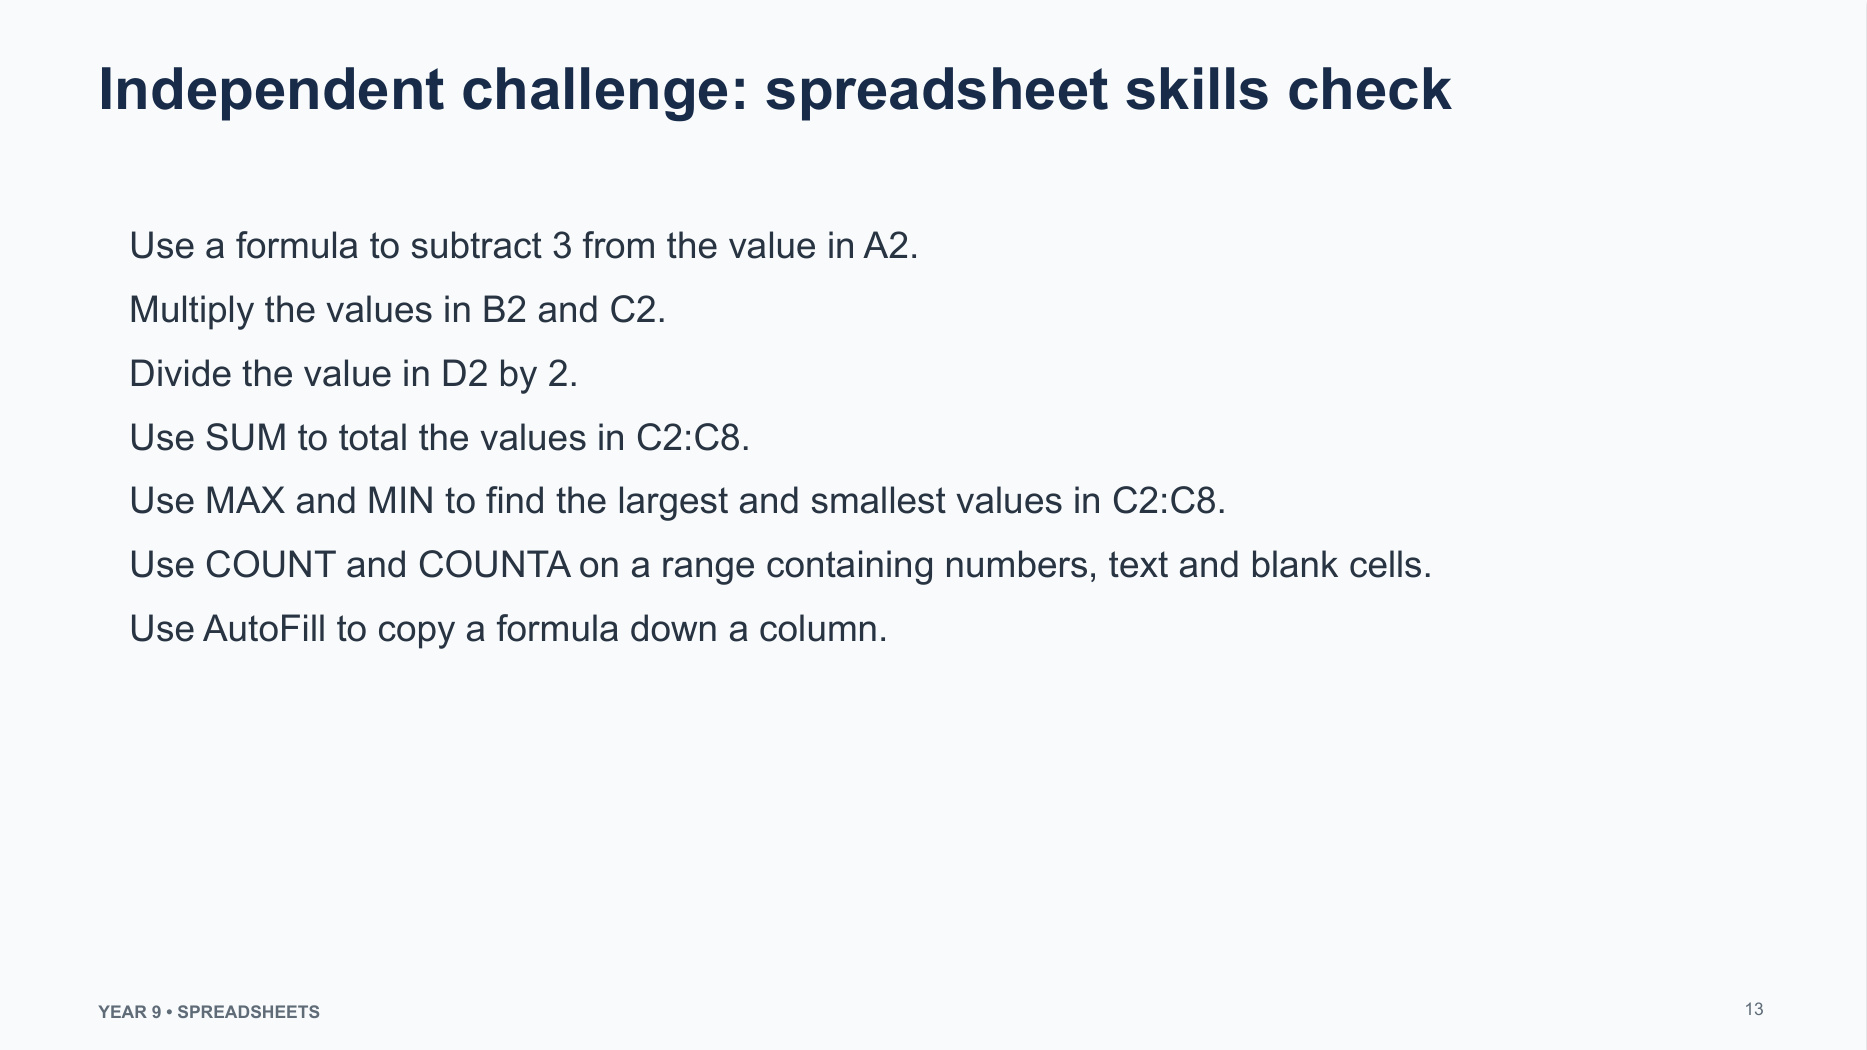 Independent challenge: spreadsheet skills check
Use a formula to subtract 3 from the value in A2.
Multiply the values in B2 and C2.
Divide the value in D2 by 2.
Use SUM to total the values in C2:C8.
Use MAX and MIN to find the largest and smallest values in C2:C8.
Use COUNT and COUNTA on a range containing numbers, text and blank cells.
Use AutoFill to copy a formula down a column.
YEAR 9 • SPREADSHEETS
13